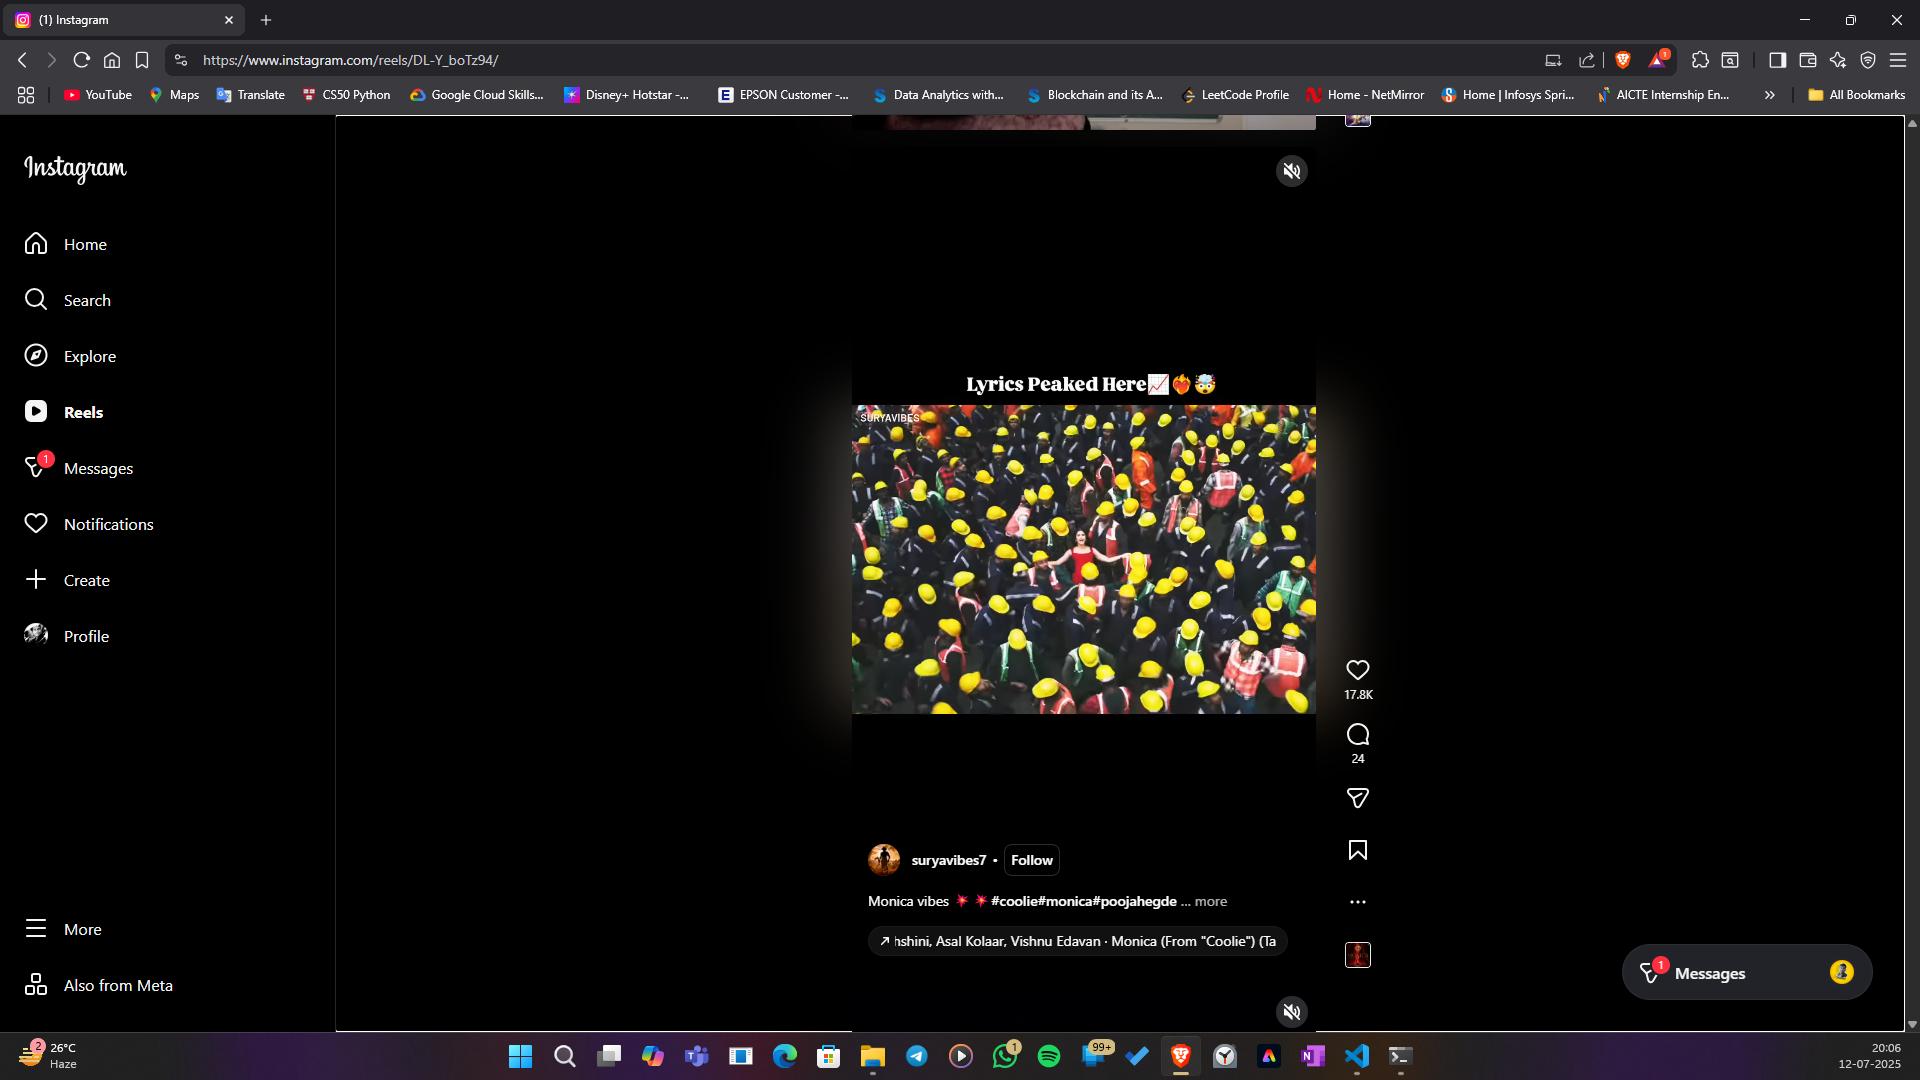 (1) Instagram
https://www.instagram.com/reels/DL-Y_boTz94/
1
YouTube
Maps
Translate
CS50 Python
Google Cloud Skills...
Disney+ Hotstar -...
EPSON Customer -...
Data Analytics with...
Blockchain and its A...
LeetCode Profile
Home - NetMirror
Home | Infosys Spri...
AICTE Internship En...
All Bookmarks
Instagram
Home
Search
Explore
Reels
1
Messages
Notifications
Create
Profile
More
Also from Meta
Lyrics Peaked Here📈❤️‍🔥🤯
SURYAVIBES
17.8K
24
suryavibes7 • Follow
Monica vibes 💥 💥 #coolie#monica#poojahegde ... more
hshini, Asal Kolaar, Vishnu Edavan · Monica (From "Coolie") (Ta
1
Messages
2
26°C
Haze
1
99+
20:06
12-07-2025